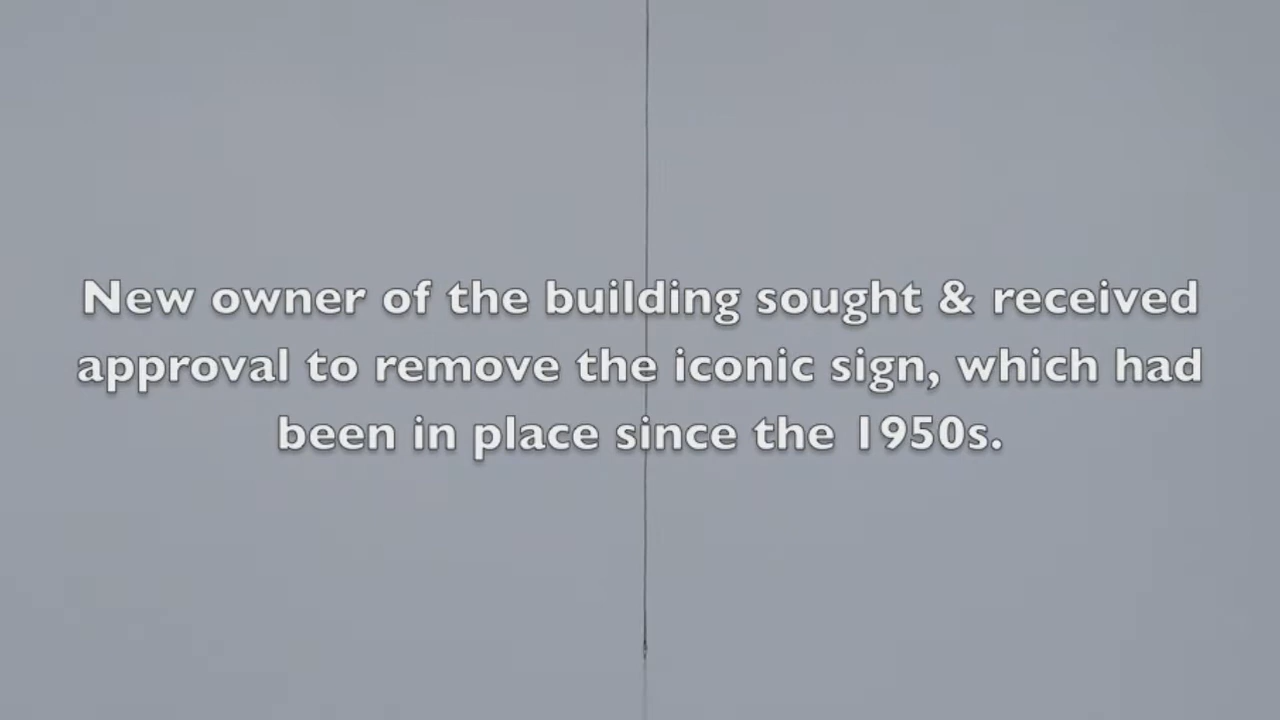 New owner of the building sought & received
approval to remove the iconic sign, which had
been in place since the 1950s.